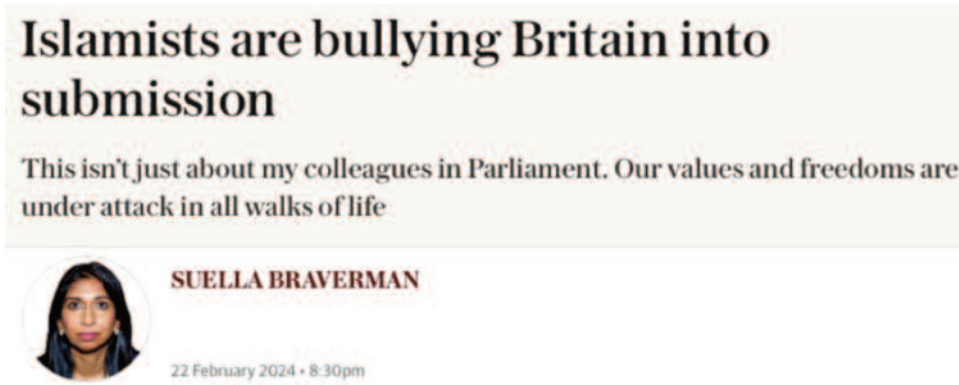 Islamists are bullying Britain into
submission
This isn't just about my colleagues in Parliament. Our values and freedoms are
under attack in all walks of life
SUELLA BRAVERMAN
22 February 2024 • 8:30pm